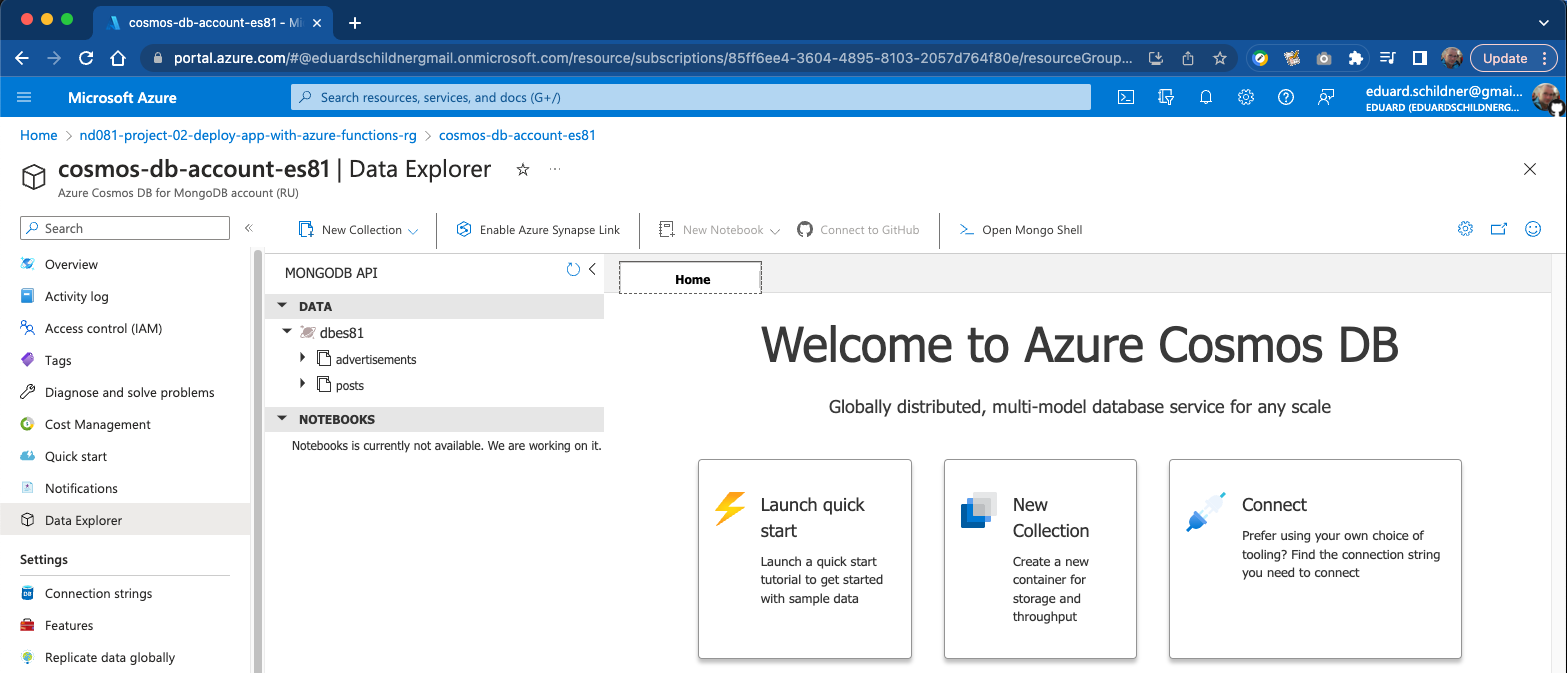 cosmos-db-account-es81 - Mi
portal.azure.com/#@eduardschildnergmail.onmicrosoft.com/resource/subscriptions/85ff6ee4-3604-4895-8103-2057d764f80e/resourceGroup...
Update
Microsoft Azure
Search resources, services, and docs (G+/)
eduard.schildner@gmai...
EDUARD (EDUARDSCHILDNERG...
Home > nd081-project-02-deploy-app-with-azure-functions-rg > cosmos-db-account-es81
cosmos-db-account-es81 | Data Explorer
Azure Cosmos DB for MongoDB account (RU)
Search
Overview
Activity log
Access control (IAM)
Tags
Diagnose and solve problems
Cost Management
Quick start
Notifications
Data Explorer
Settings
Connection strings
Features
Replicate data globally
New Collection
Enable Azure Synapse Link
New Notebook
Connect to GitHub
Open Mongo Shell
MONGODB API
DATA
dbes81
advertisements
posts
NOTEBOOKS
Notebooks is currently not available. We are working on it.
Home
Welcome to Azure Cosmos DB
Globally distributed, multi-model database service for any scale
Launch quick
start
Launch a quick start
tutorial to get started
with sample data
New
Collection
Create a new
container for
storage and
throughput
Connect
Prefer using your own choice of
tooling? Find the connection string
you need to connect